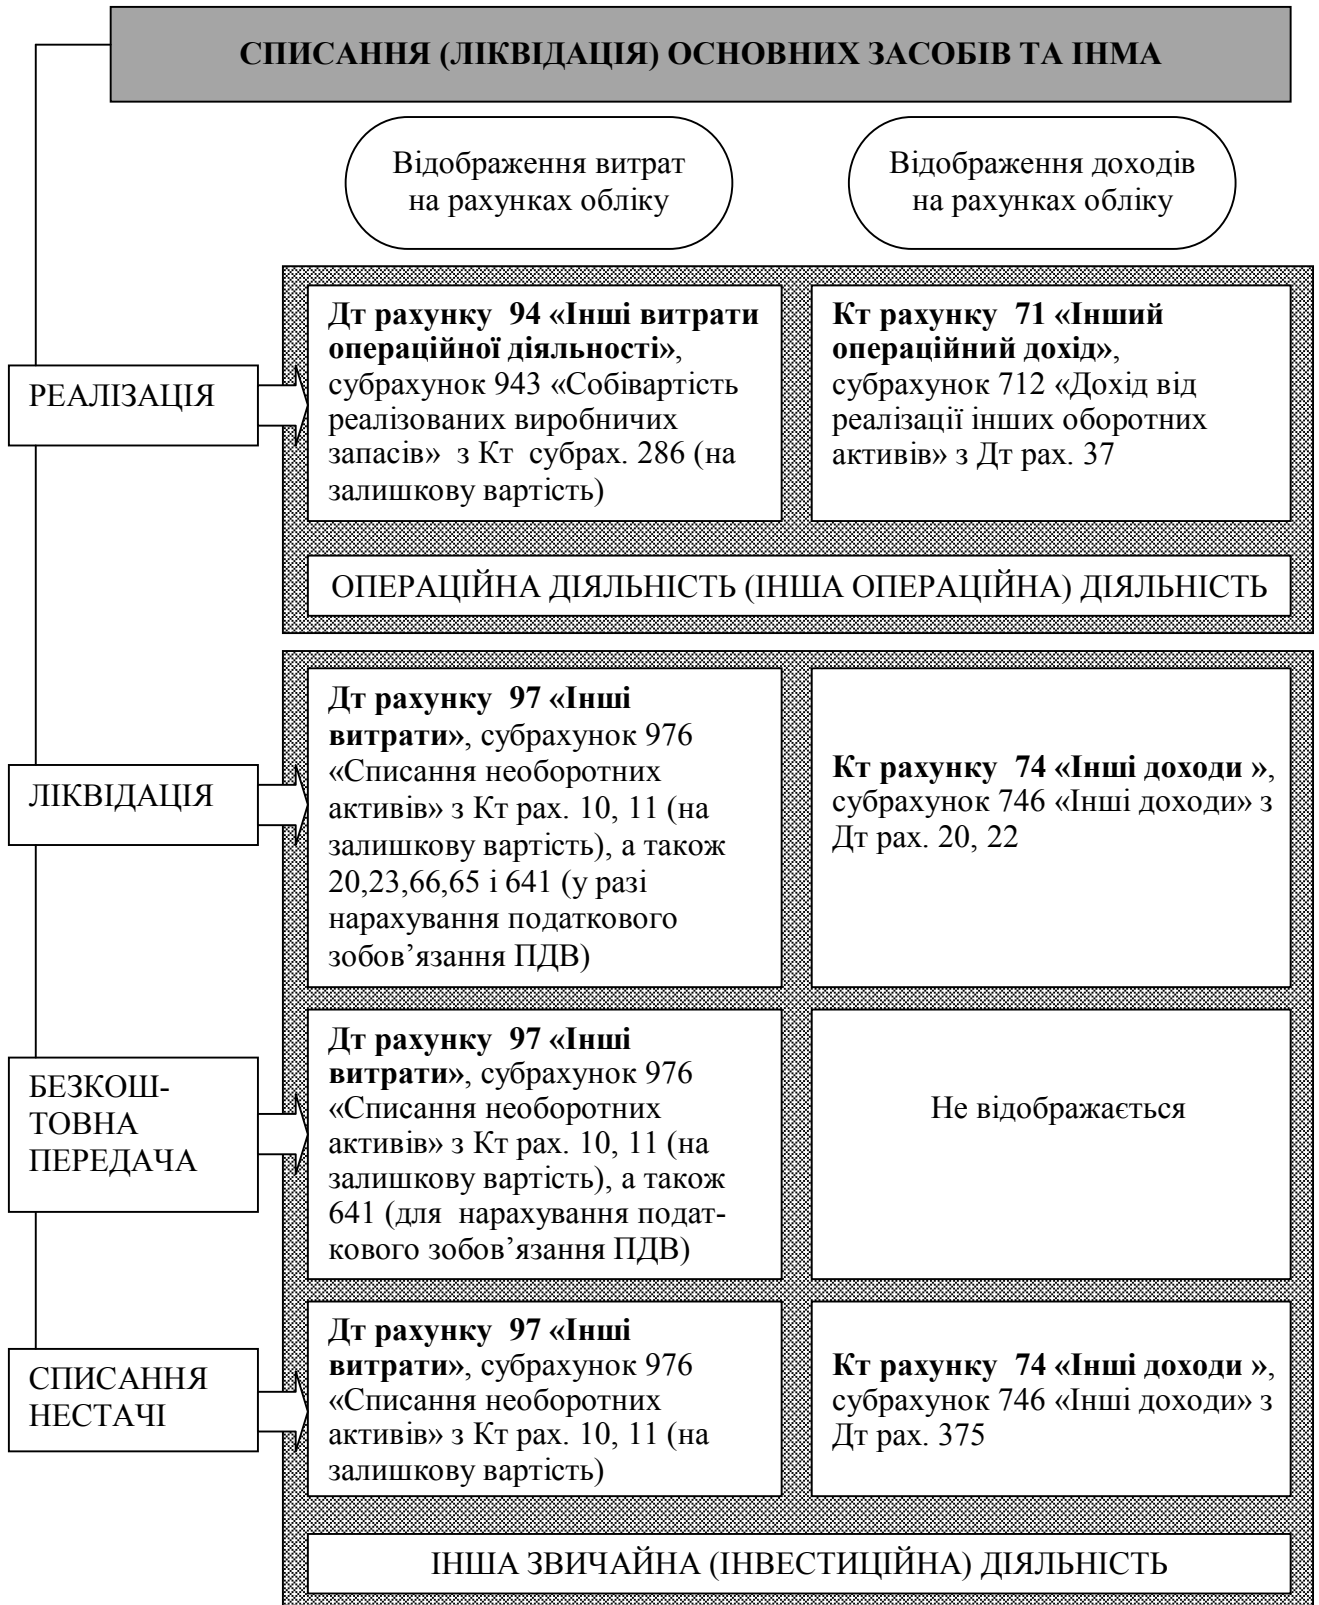 СПИСАННЯ (ЛІКВІДАЦІЯ) ОСНОВНИХ ЗАСОБІВ ТА ІНМА
Відображення витрат
на рахунках обліку
Відображення доходів
на рахунках обліку
РЕАЛІЗАЦІЯ
Дт рахунку 94 «Інші витрати
операційної діяльності»,
субрахунок 943 «Собівартість
реалізованих виробничих
запасів» з Кт субрах. 286 (на
залишкову вартість)
Кт рахунку 71 «Інший
операційний дохід»,
субрахунок 712 «Дохід від
реалізації інших оборотних
активів» з Дт рах. 37
ОПЕРАЦІЙНА ДІЯЛЬНІСТЬ (ІНША ОПЕРАЦІЙНА) ДІЯЛЬНІСТЬ
ЛІКВІДАЦІЯ
Дт рахунку 97 «Інші
витрати», субрахунок 976
«Списання необоротних
активів» з Кт рах. 10, 11 (на
залишкову вартість), а також
20,23,66,65 і 641 (у разі
нарахування податкового
зобов’язання ПДВ)
Кт рахунку 74 «Інші доходи »,
субрахунок 746 «Інші доходи» з
Дт рах. 20, 22
БЕЗКОШ-
ТОВНА
ПЕРЕДАЧА
Дт рахунку 97 «Інші
витрати», субрахунок 976
«Списання необоротних
активів» з Кт рах. 10, 11 (на
залишкову вартість), а також
641 (для нарахування подат-
кового зобов’язання ПДВ)
Не відображається
СПИСАННЯ
НЕСТАЧІ
Дт рахунку 97 «Інші
витрати», субрахунок 976
«Списання необоротних
активів» з Кт рах. 10, 11 (на
залишкову вартість)
Кт рахунку 74 «Інші доходи »,
субрахунок 746 «Інші доходи» з
Дт рах. 375
ІНША ЗВИЧАЙНА (ІНВЕСТИЦІЙНА) ДІЯЛЬНІСТЬ